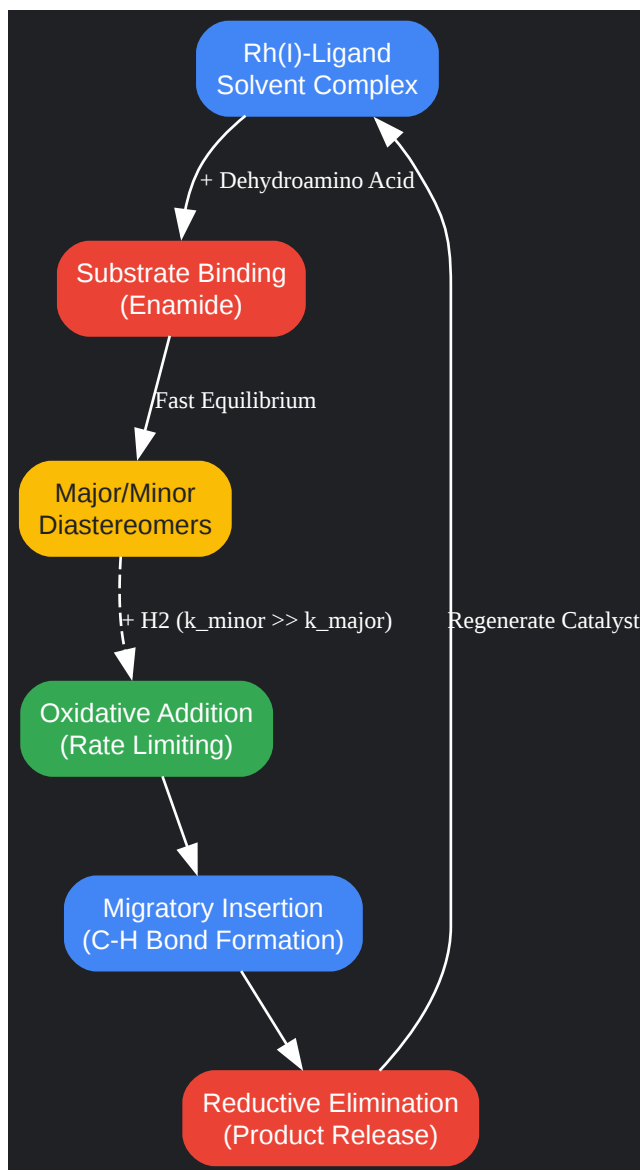 Rh(I)-Ligand
Solvent Complex
+ Dehydroamino Acid
Substrate Binding
(Enamide)
Fast Equilibrium
Major/Minor
Diastereomers
+ H2 (k_minor >> k_major)
Regenerate Catalyst
Oxidative Addition
(Rate Limiting)
Migratory Insertion
(C-H Bond Formation)
Reductive Elimination
(Product Release)